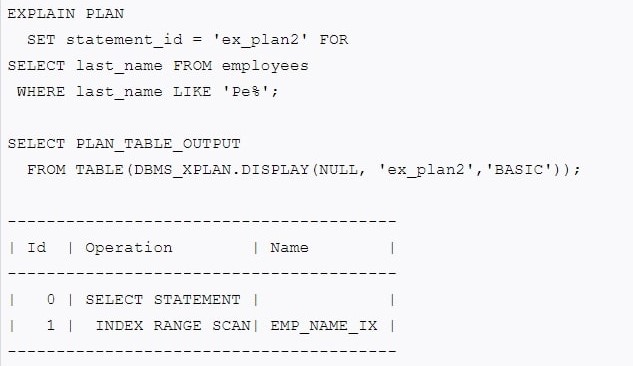 EXPLAIN PLAN
  SET statement_id = 'ex_plan2' FOR
SELECT last_name FROM employees
 WHERE last_name LIKE 'Pe%';

SELECT PLAN_TABLE_OUTPUT
  FROM TABLE(DBMS_XPLAN.DISPLAY(NULL, 'ex_plan2','BASIC'));

----------------------------------------
| Id  | Operation        | Name        |
----------------------------------------
|   0 | SELECT STATEMENT |             |
|   1 |  INDEX RANGE SCAN| EMP_NAME_IX |
----------------------------------------